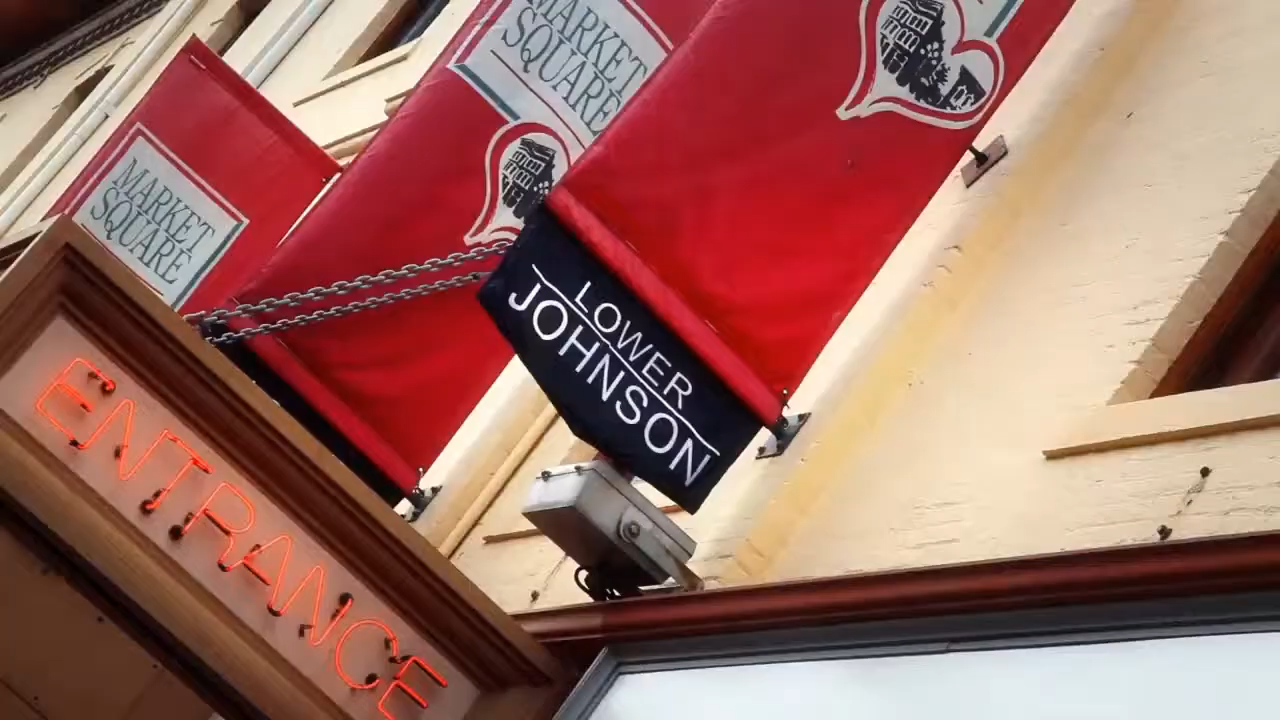 MARKET
SQUARE
MARKET
SQUARE
LOWER
JOHNSON
ENTRANCE